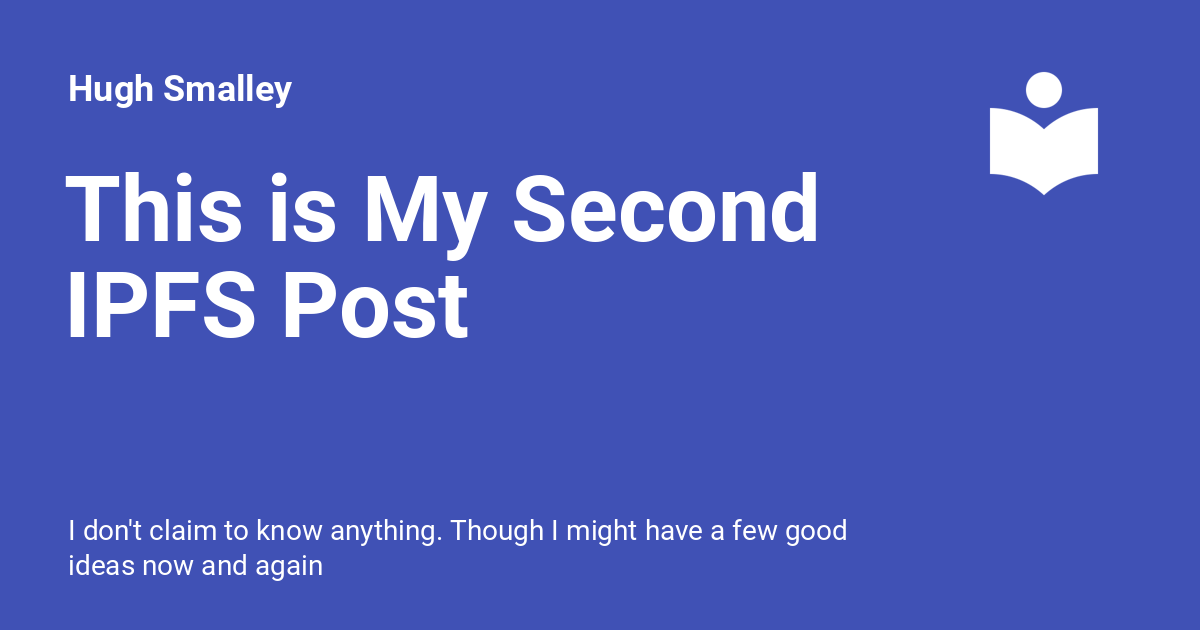 Hugh Smalley
This is My Second
IPFS Post
I don't claim to know anything. Though I might have a few good
ideas now and again